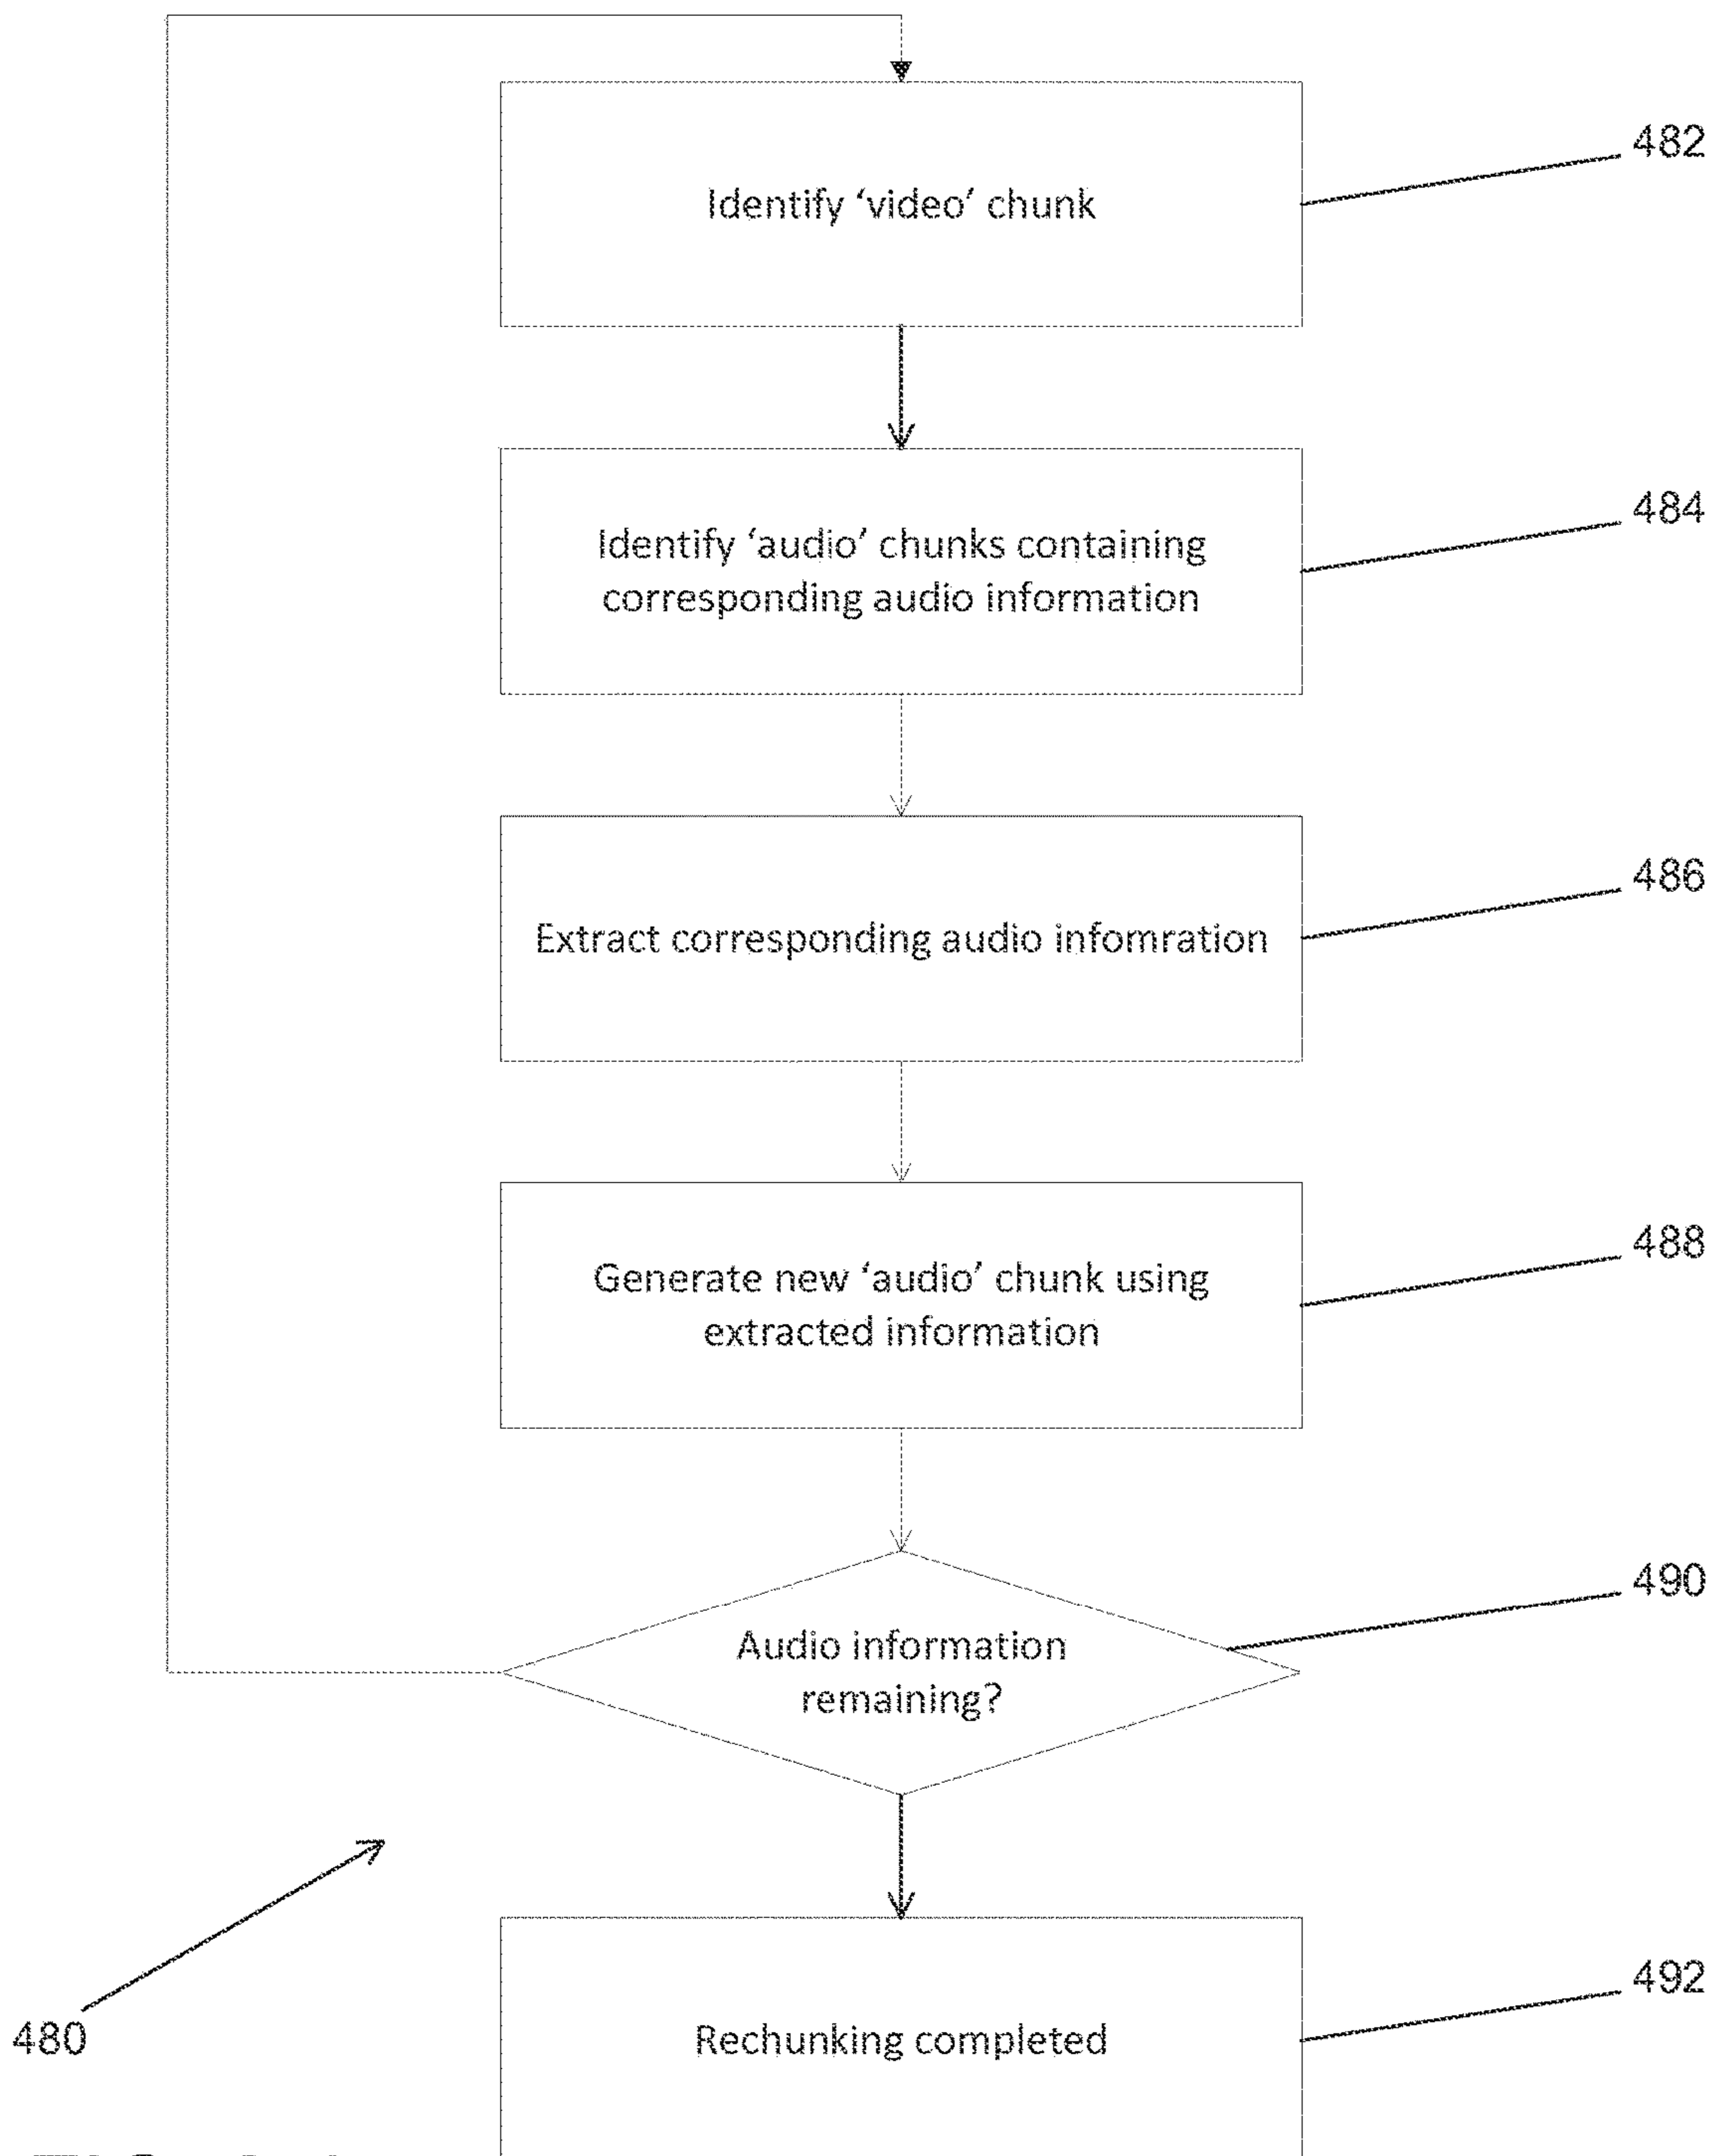 482
Identify ‘video’ chunk
484
Identify ‘audio’ chunks containing
corresponding audio information
486
Extract corresponding audio infomration
488
Generate new ‘audio’ chunk using
extracted information
490
Audio information
remaining?
492
480
Rechunking completed